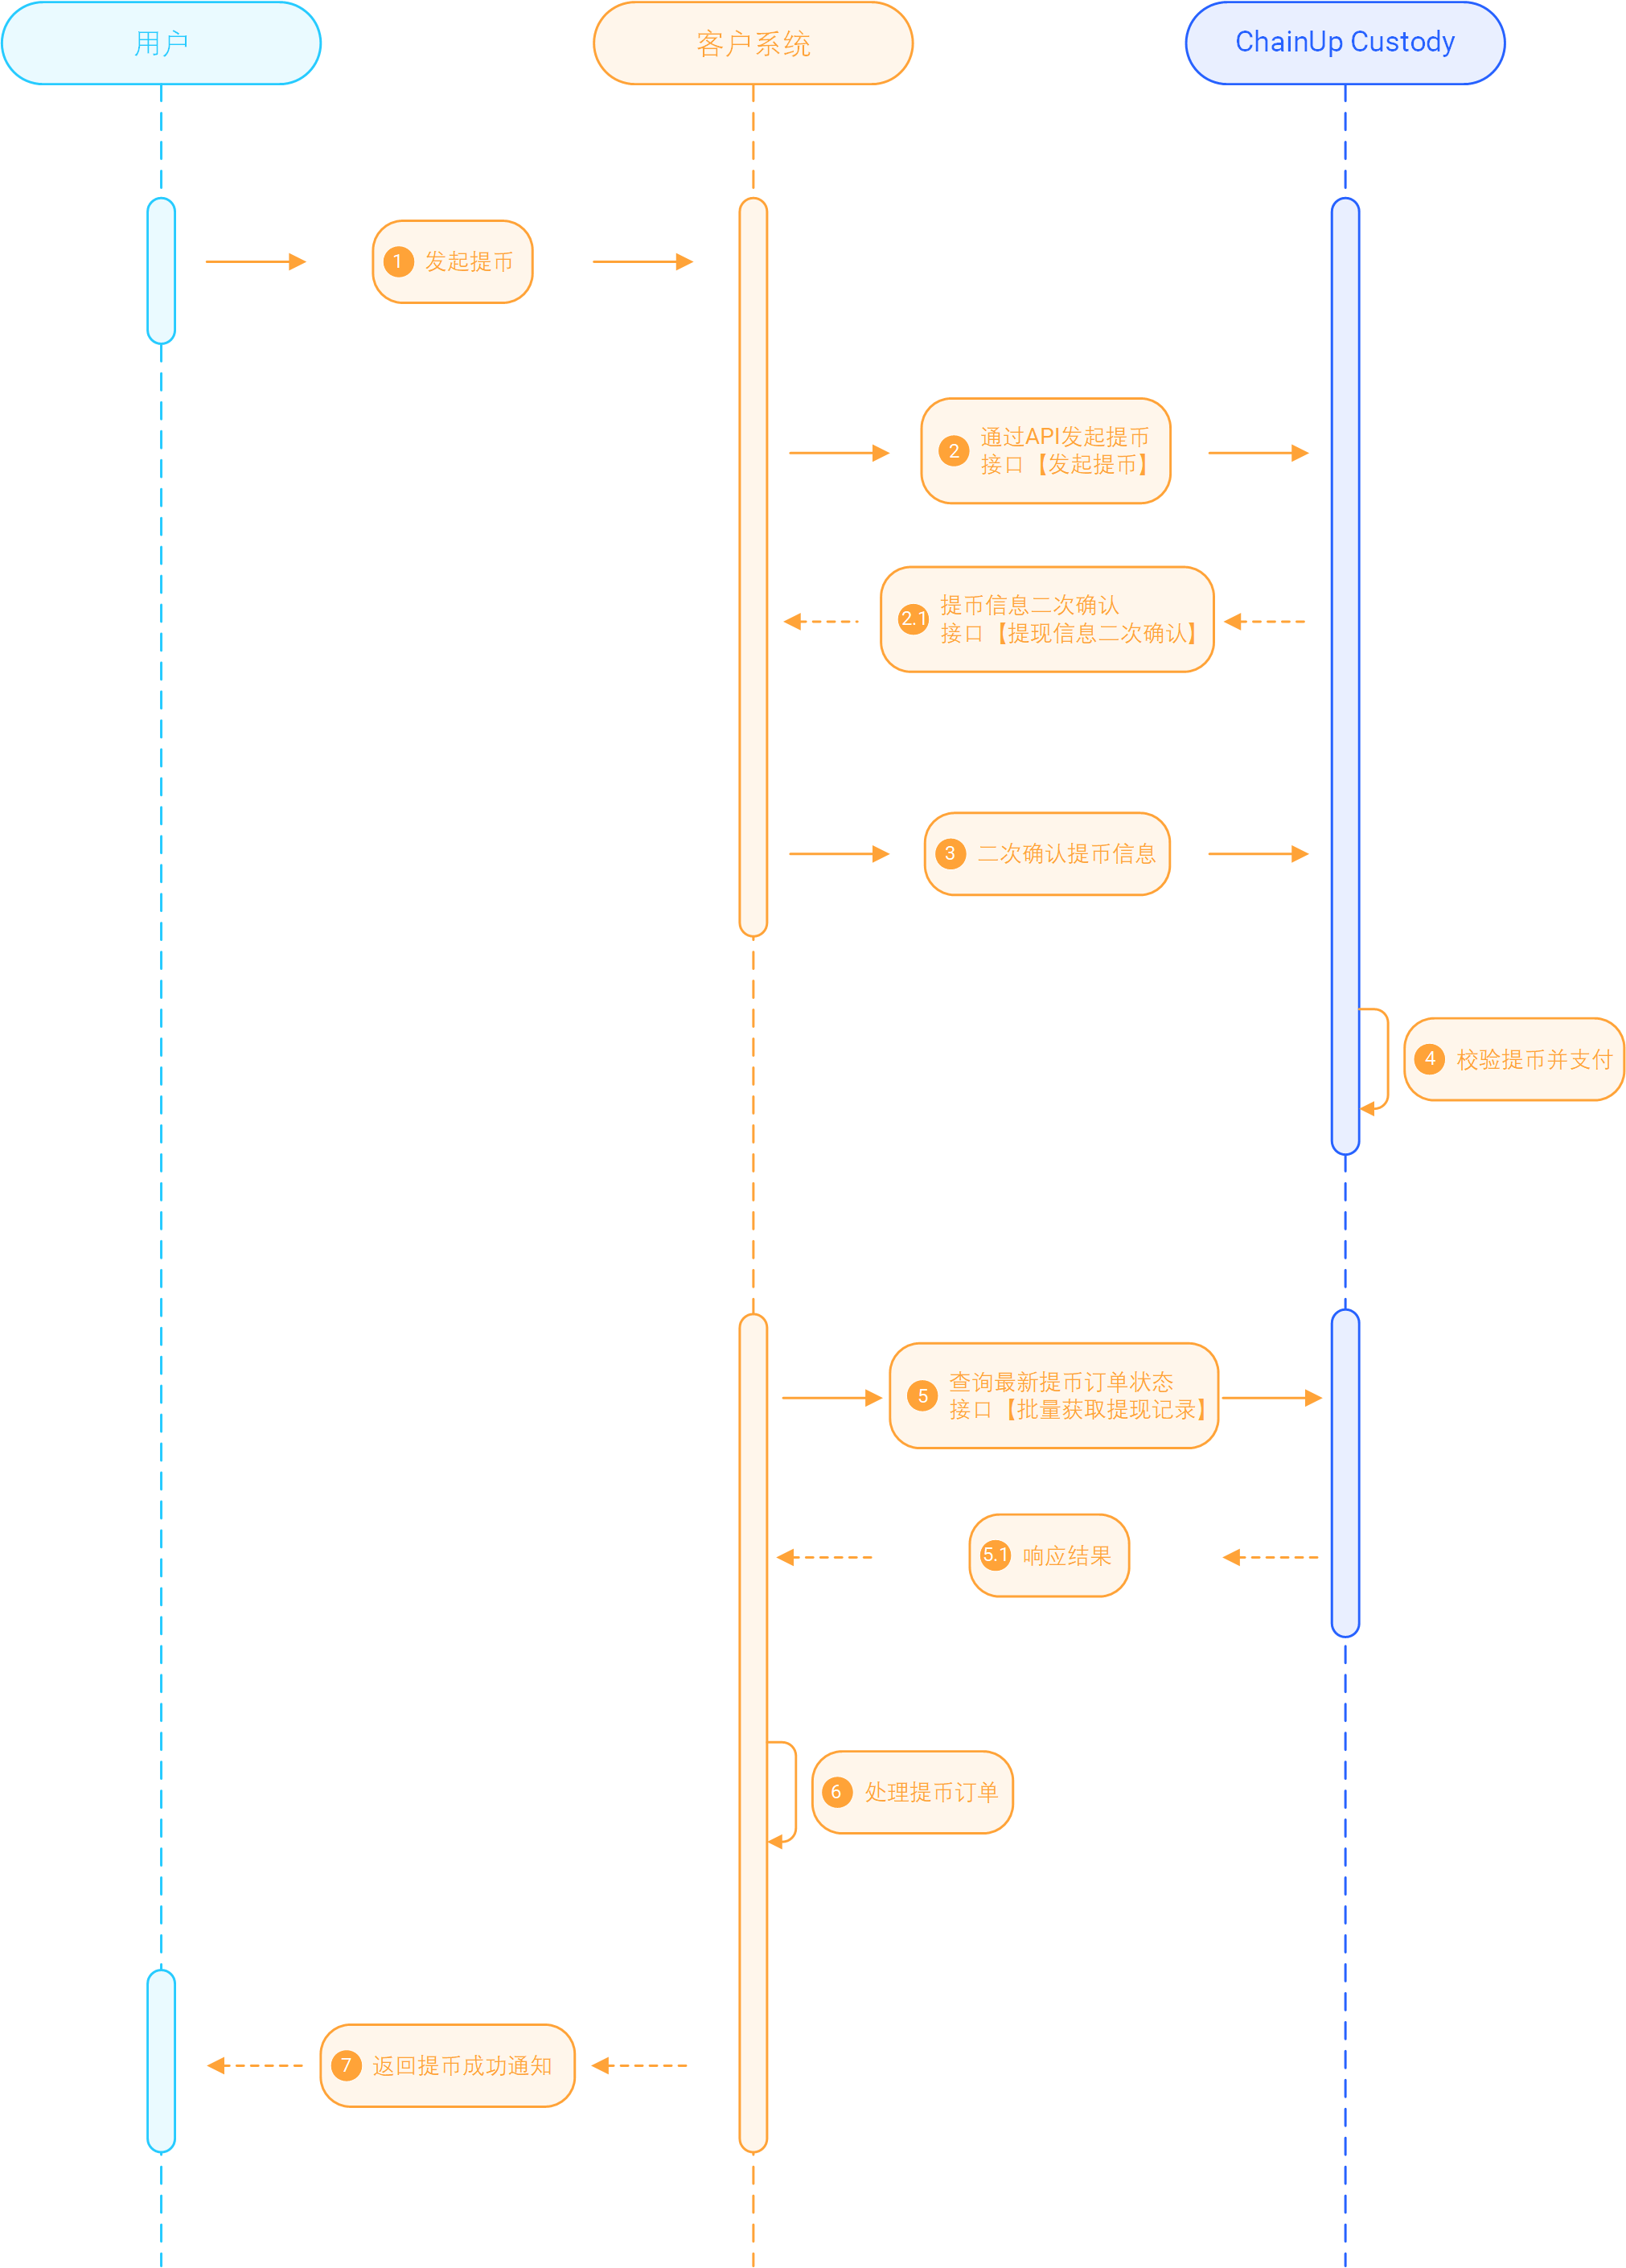 用户
客户系统
ChainUp Custody
1 发起提币
2 通过API发起提币
接口【发起提币】
2.1 提币信息二次确认
接口【提现信息二次确认】
3 二次确认提币信息
4 校验提币并支付
5 查询最新提币订单状态
接口【批量获取提现记录】
5.1 响应结果
6 处理提币订单
7 返回提币成功通知